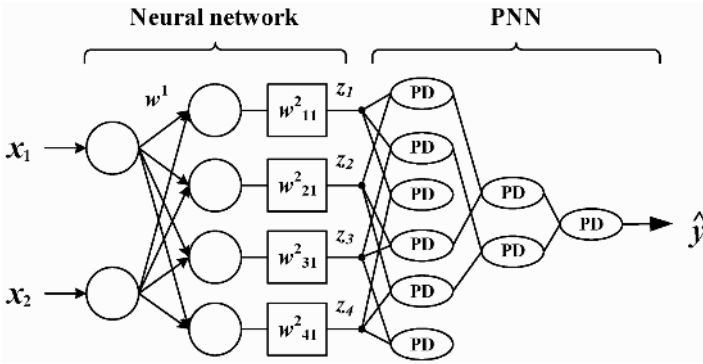 Neural network PNN
w¹ z₁
w²₁₁ PD
x₁ PD
z₂
w²₂₁ PD PD
PD ŷ
z₃
w²₃₁ PD PD
x₂
z₄ PD
w²₄₁
PD